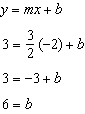 y = mx + b
3 = 3/2 (-2) + b
3 = -3 + b
6 = b